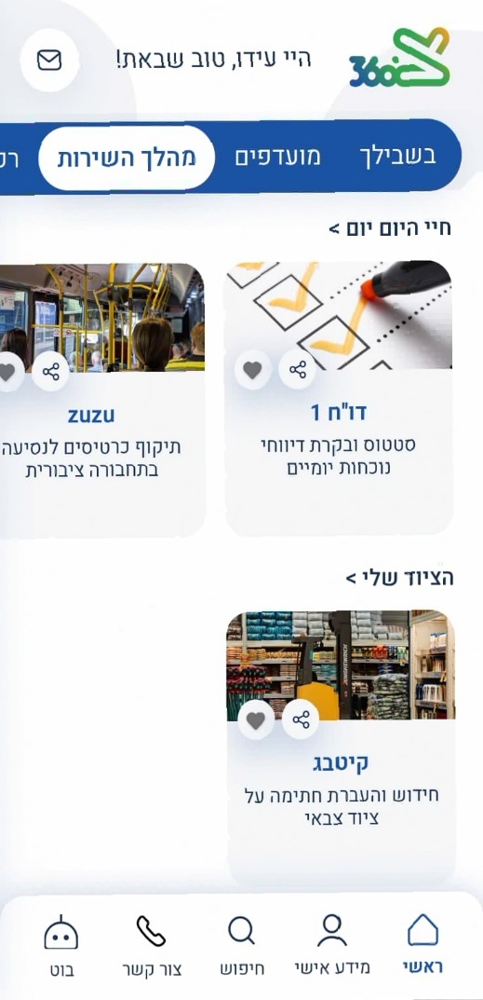 היי עידו, טוב שבאת!
360°
בשבילך
מועדפים
מהלך השירות
חיי היום יום >
דו"ח 1
סטטוס ובקרת דיווחי
נוכחות יומיים
zuzu
תיקוף כרטיסים לנסיעה
בתחבורה ציבורית
הציוד שלי >
JUNGHEINRICH
קיטבג
חידוש והעברת חתימה על
ציוד צבאי
ראשי
מידע אישי
חיפוש
צור קשר
בוט